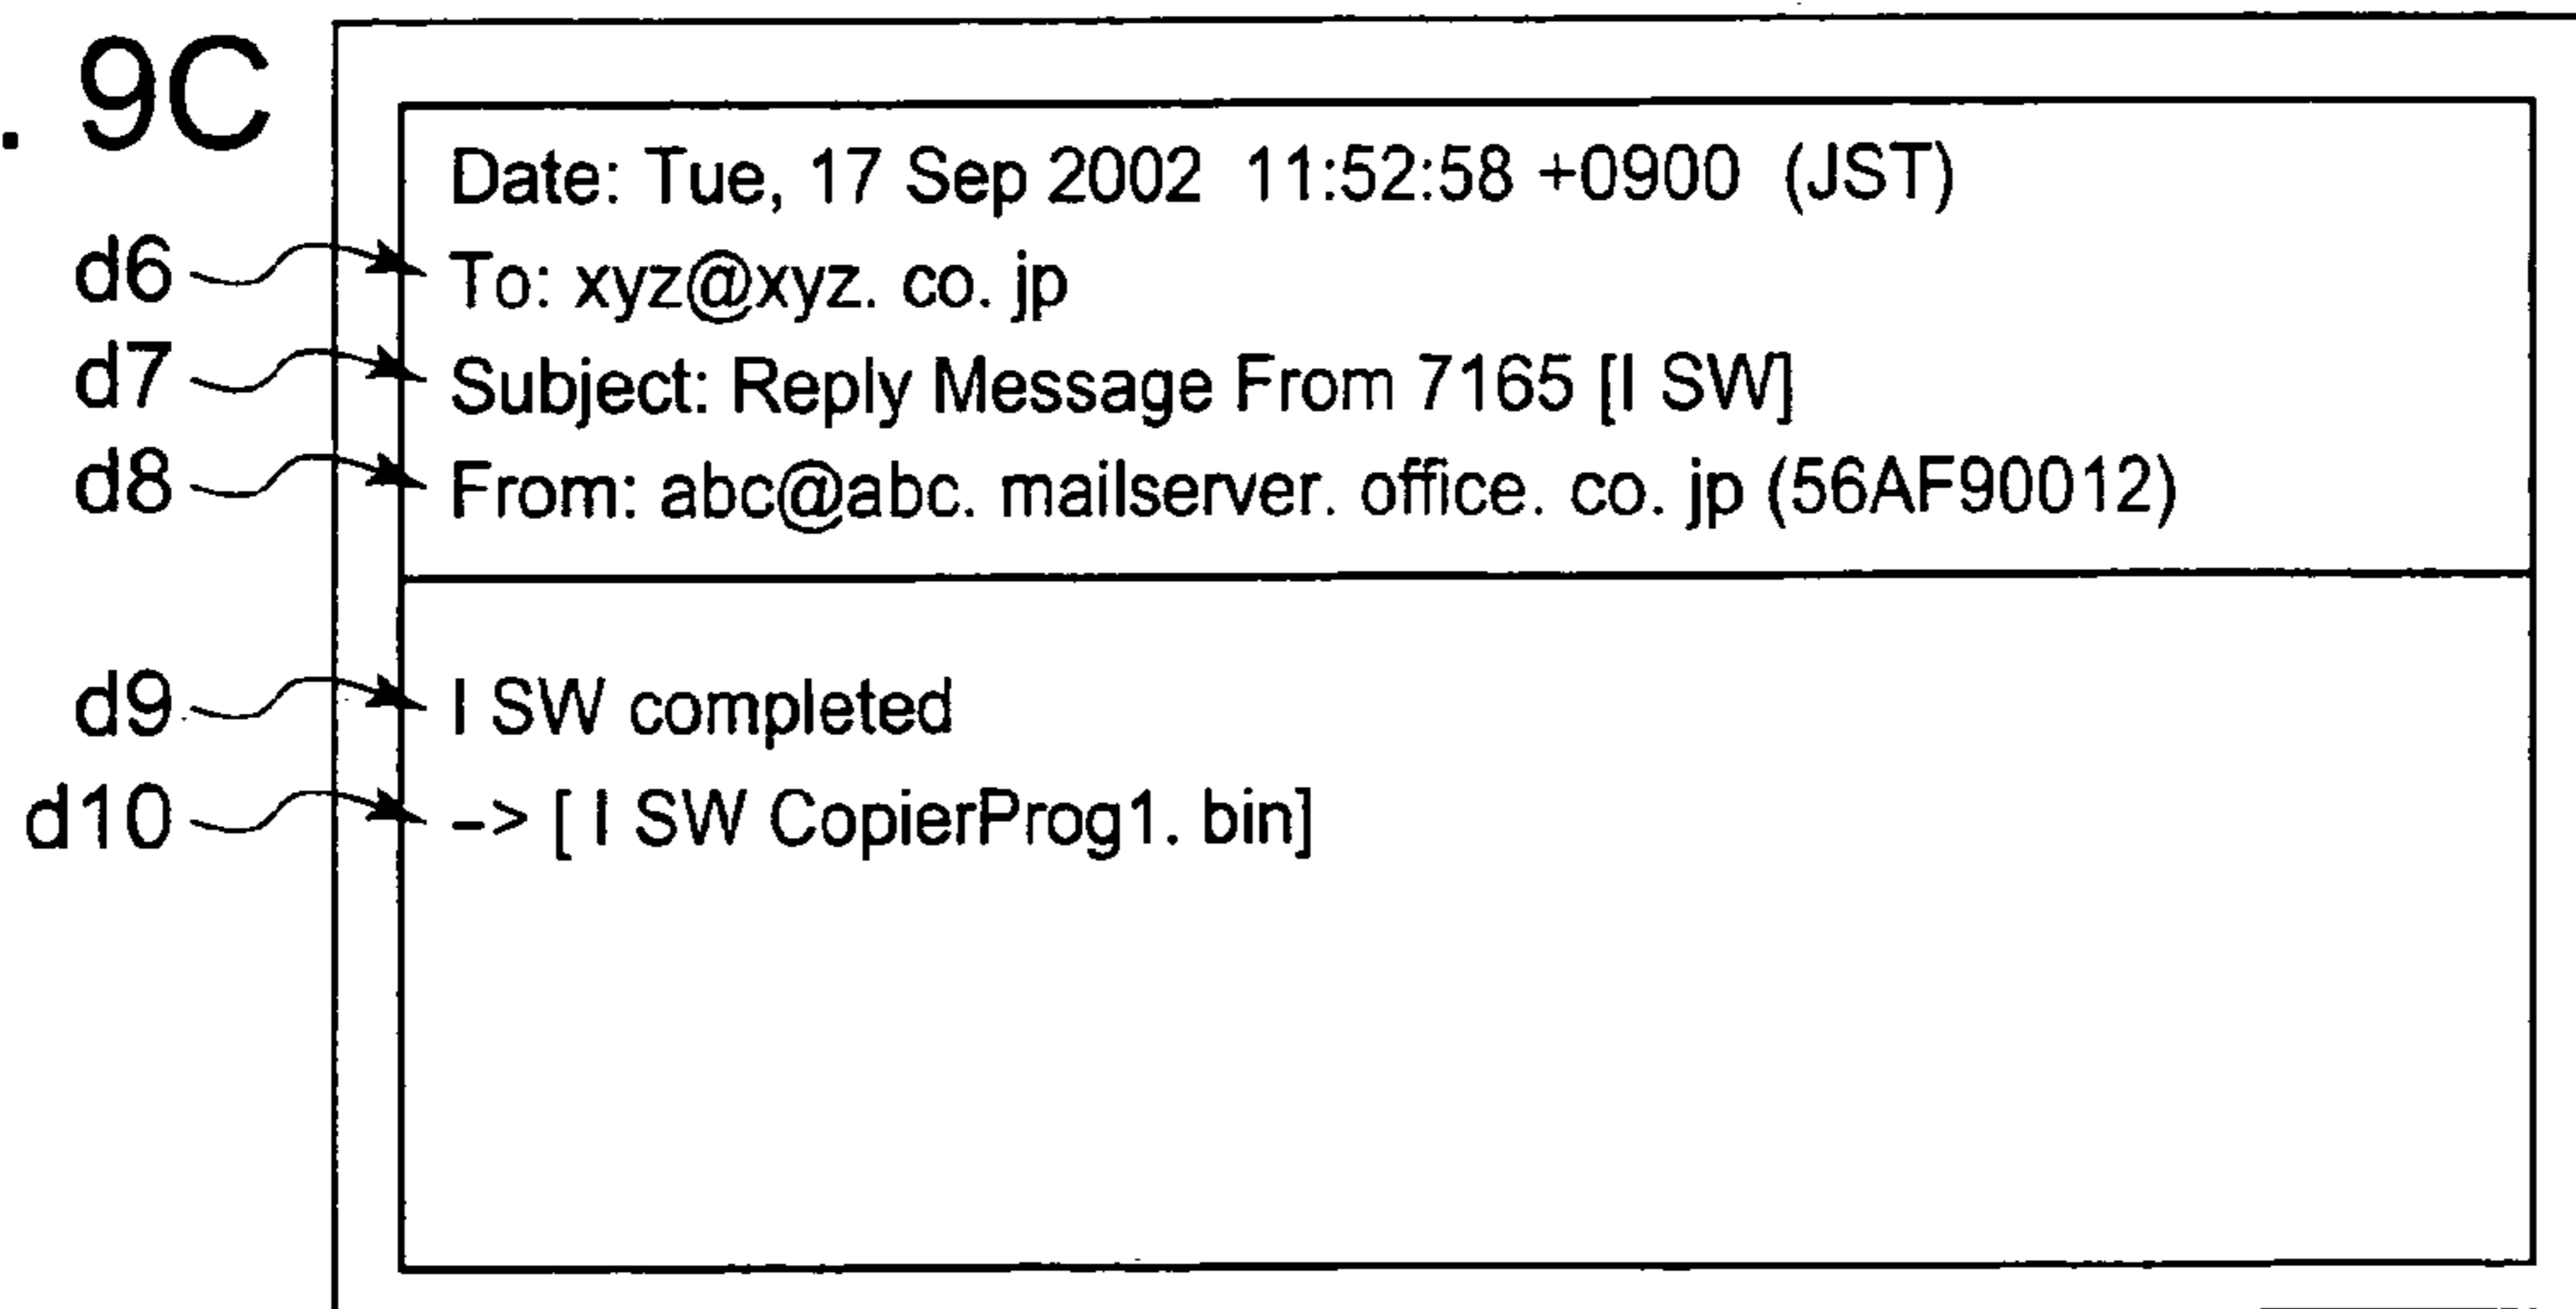 . 9C
Date: Tue, 17 Sep 2002 11:52:58 +0900 (JST)
d6 To: xyz@xyz. co. jp
d7 Subject: Reply Message From 7165 [I SW]
d8 From: abc@abc. mailserver. office. co. jp (56AF90012)
d9 I SW completed
d10 -> [ I SW CopierProg1. bin]